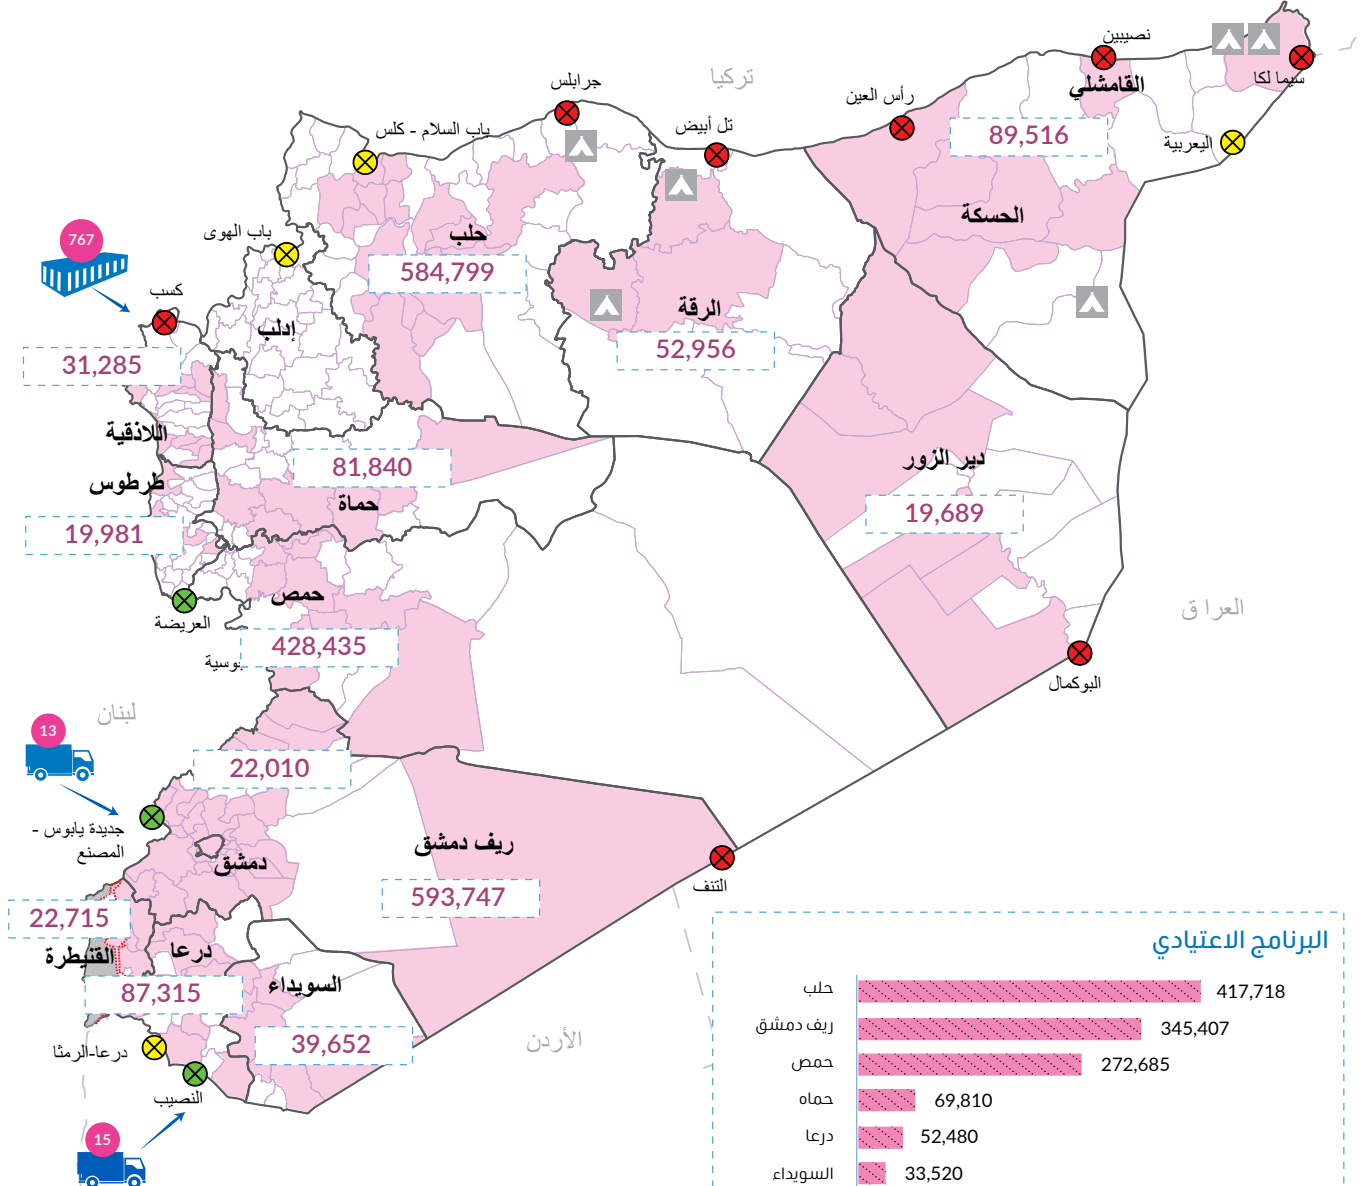 نصيبين
سيما لكا
القامشلي
تركيا
جرابلس
رأس العين
تل أبيض
باب السلام - كلس
89,516
اليعربية
الحسكة
767
باب الهوى
حلب
584,799
كسب
الرقة
إدلب
52,956
31,285
اللاذقية
81,840
دير الزور
طرطوس
حماة
19,689
19,981
حمص
العراق
العريضة
428,435
وسية
البوكمال
لبنان
13
22,010
جديدة يابوس -
المصنع
ريف دمشق
دمشق
التنف
593,747
22,715
القنيطرة
درعا
السويداء
87,315
39,652
الأردن
درعا-الرمثا
النصيب
15
البرنامج الاعتيادي
حلب 417,718
ريف دمشق 345,407
حمص 272,685
حماه 69,810
درعا 52,480
السويداء 33,520